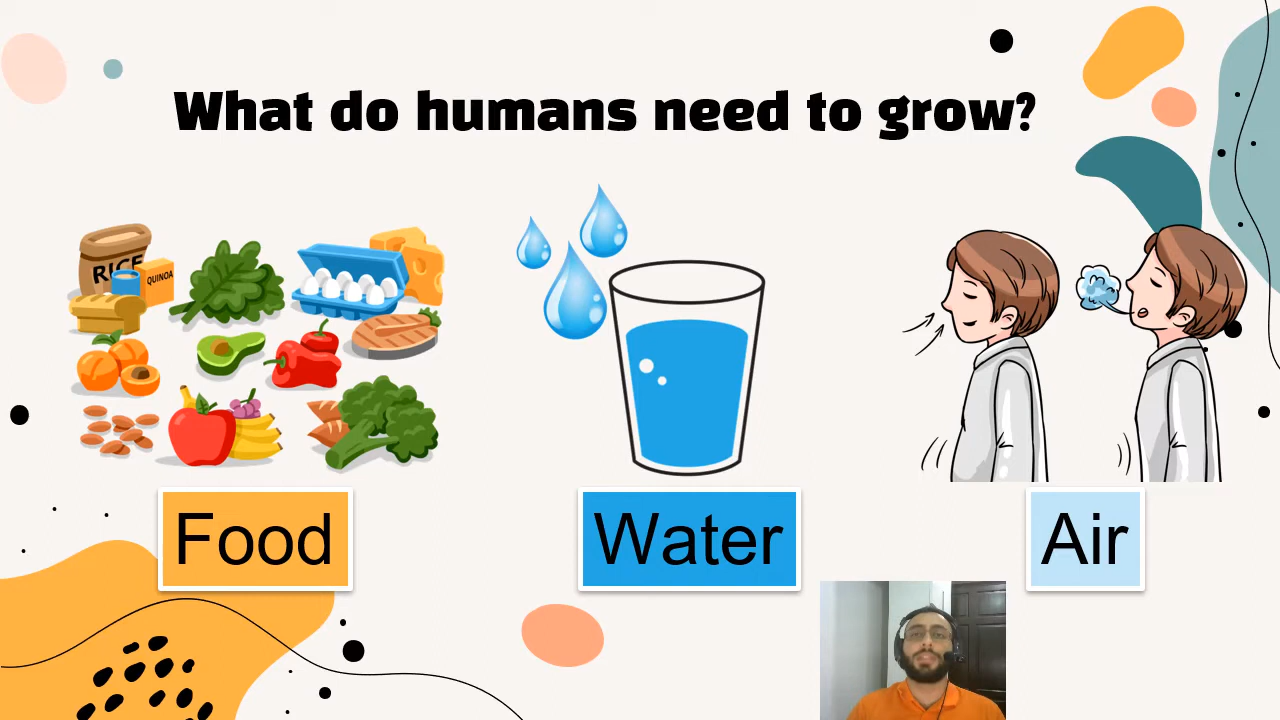 What do humans need to grow?
RICE
QUINOA
Food
Water
Air